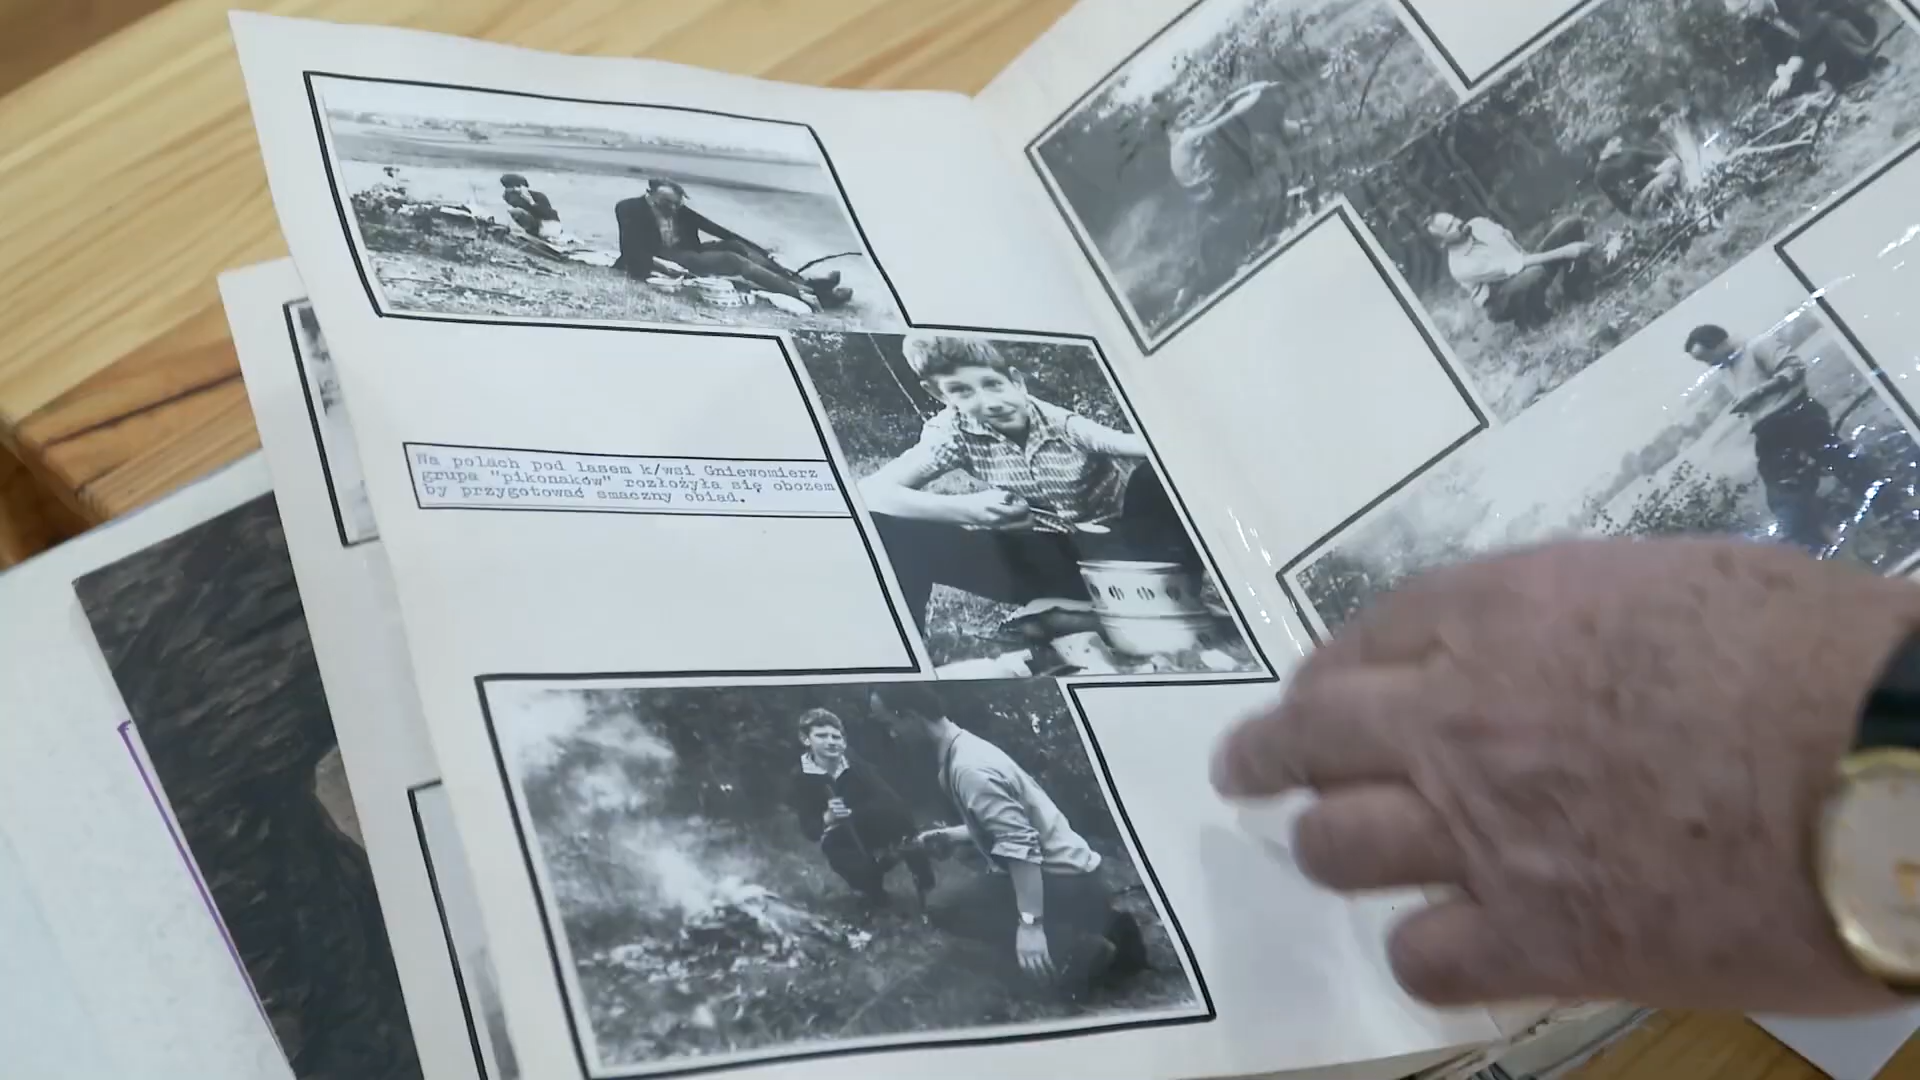 Na polach pod lasem k/wsi Gniewomierz
grupa "pikonaków" rozłożyła się obozem
by przygotować smaczny obiad.